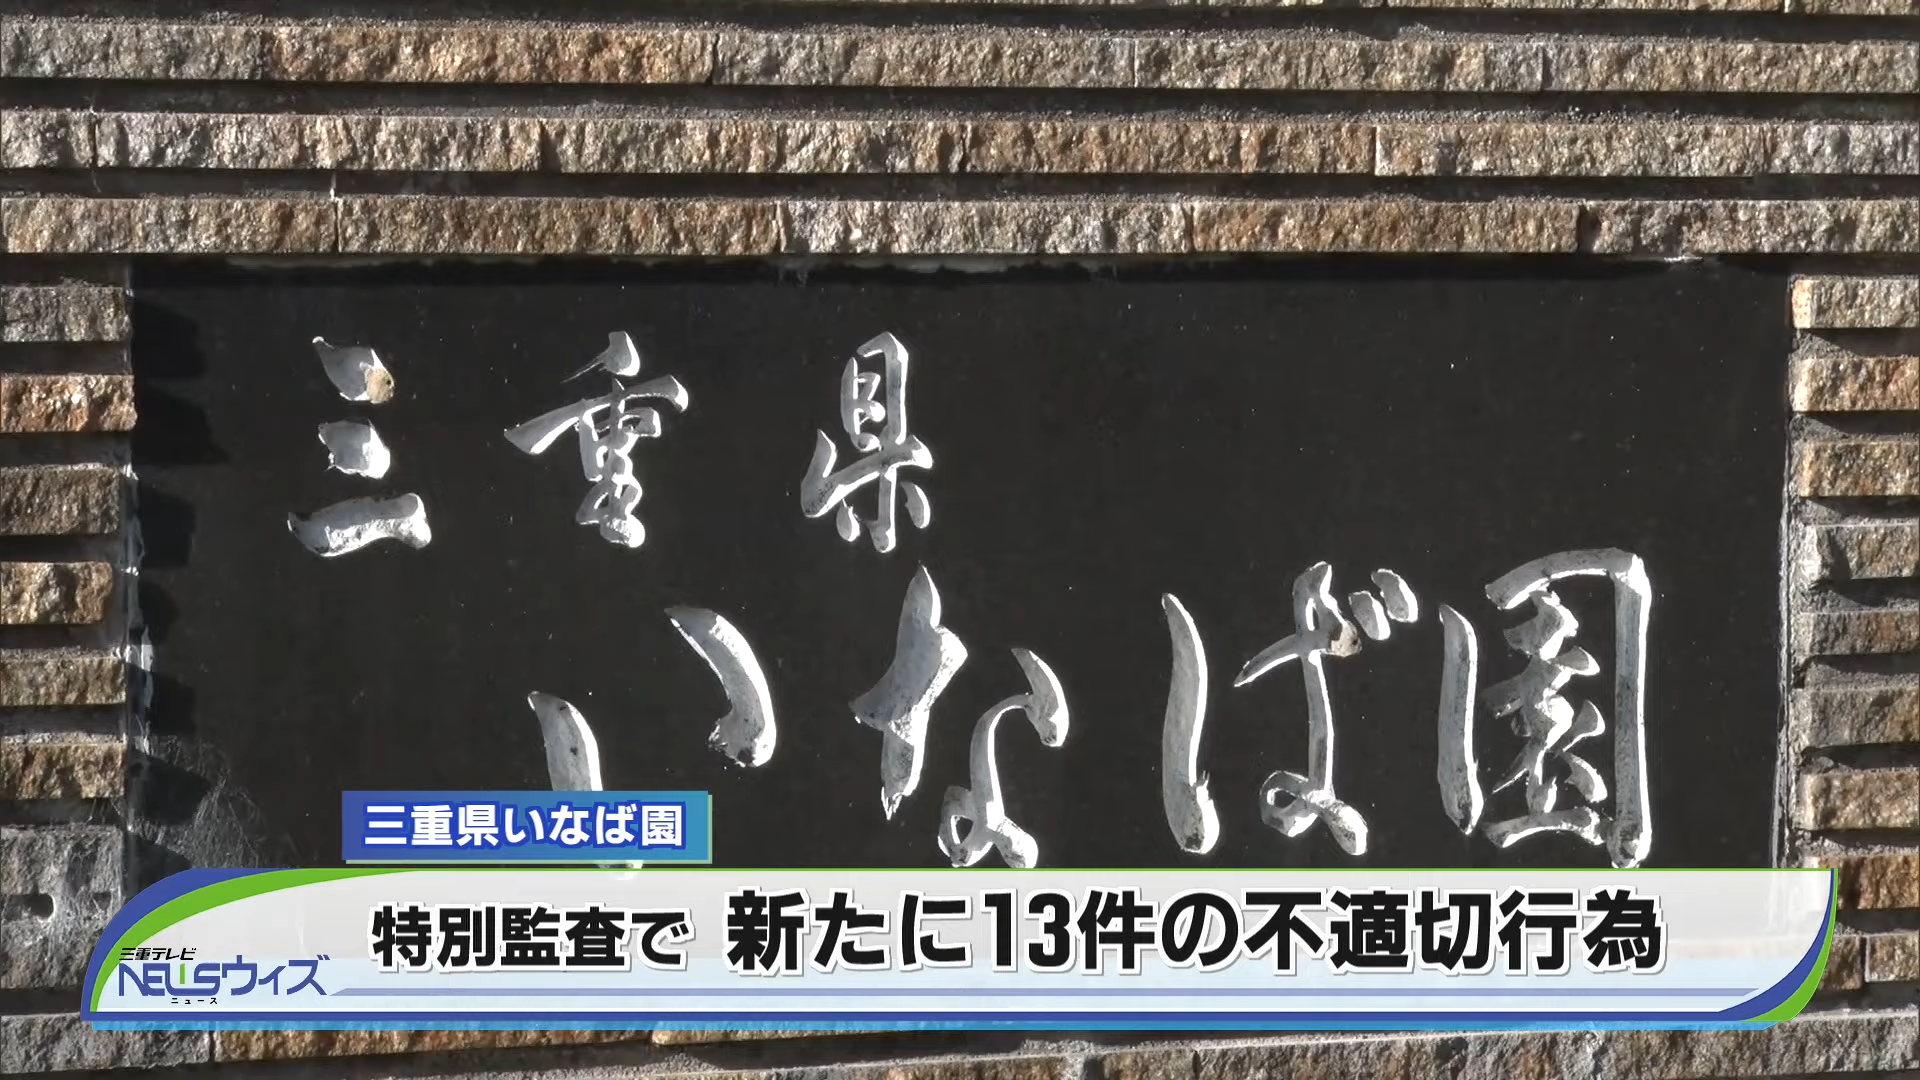 三重県
いなば園
三重県いなば園
特別監査で 新たに13件の不適切行為
三重テレビ
NEWSウィズ
ニュース